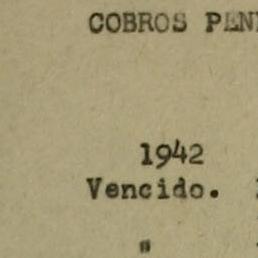 COBROS PEN
1942
Vencido.
"